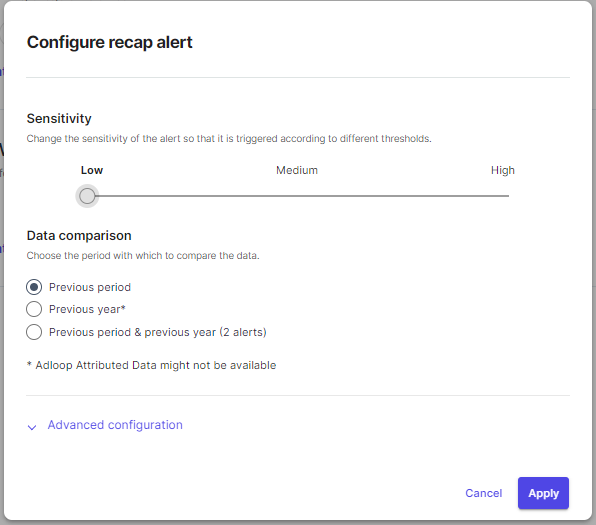 Configure recap alert
Sensitivity
Change the sensitivity of the alert so that it is triggered according to different thresholds.
Low Medium High
Data comparison
Choose the period with which to compare the data.
Previous period
Previous year*
Previous period & previous year (2 alerts)
* Adloop Attributed Data might not be available
Advanced configuration
Cancel Apply